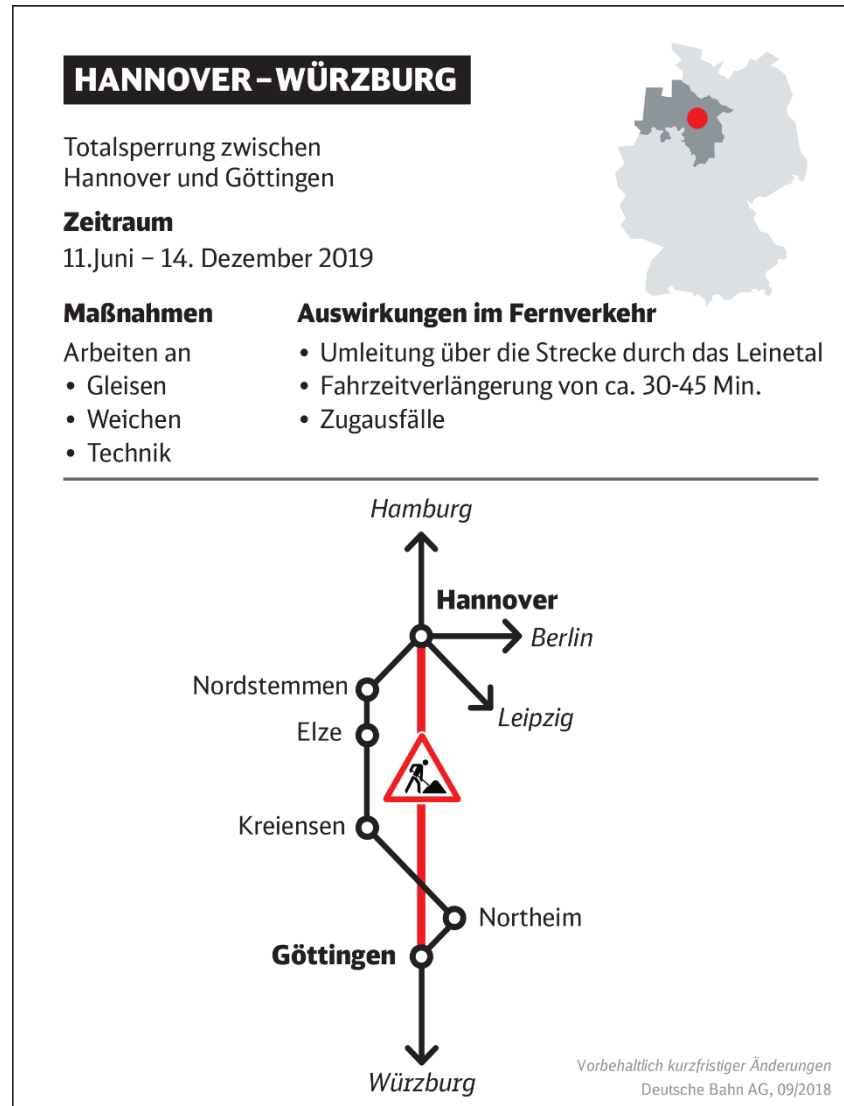 HANNOVER–WÜRZBURG
Totalsperrung zwischen
Hannover und Göttingen
Zeitraum
11.Juni – 14. Dezember 2019
Maßnahmen
Arbeiten an
• Gleisen
• Weichen
• Technik
Auswirkungen im Fernverkehr
• Umleitung über die Strecke durch das Leinetal
• Fahrzeitverlängerung von ca. 30-45 Min.
• Zugausfälle
Hamburg
Hannover
Berlin
Nordstemmen
Leipzig
Elze
Kreiensen
Northeim
Göttingen
Würzburg
Vorbehaltlich kurzfristiger Änderungen
Deutsche Bahn AG, 09/2018